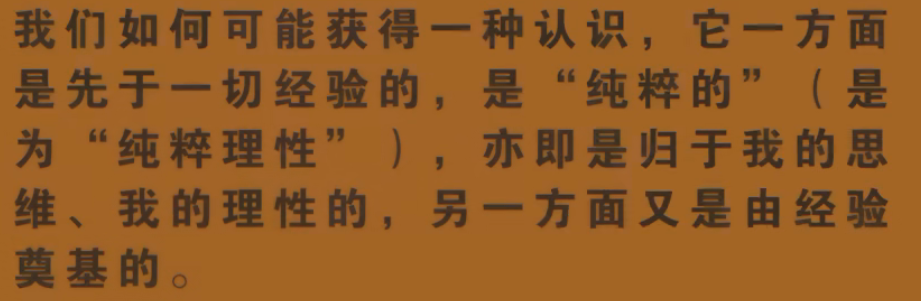 我们如何可能获得一种认识，它一方面
是先于一切经验的，是“纯粹的”（是
为“纯粹理性”），亦即是归于我的思
维、我的理性的，另一方面又是由经验
奠基的。